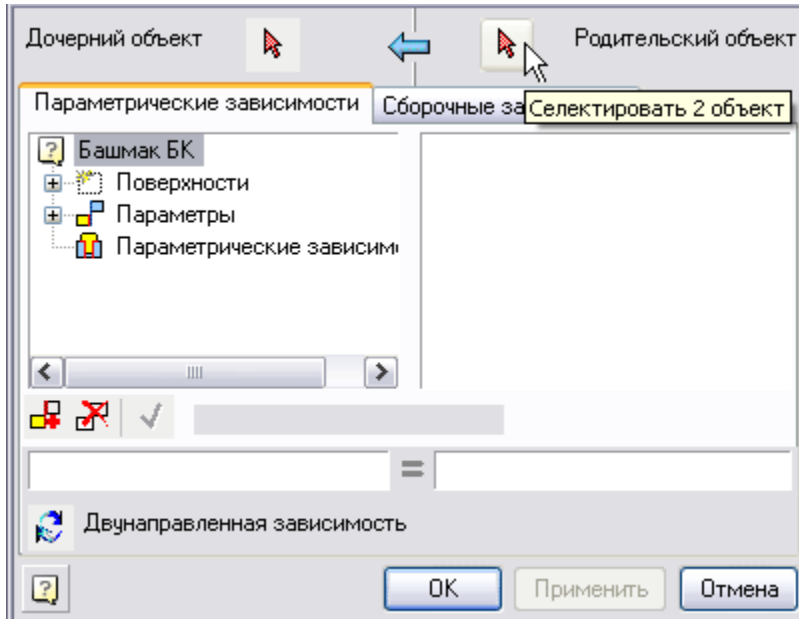 Дочерний объект
Родительский объект
Параметрические зависимости
Сборочные за
Селектировать 2 объект
Башмак БК
Поверхности
Параметры
Параметрические зависим
=
Двунаправленная зависимость
OK
Применить
Отмена